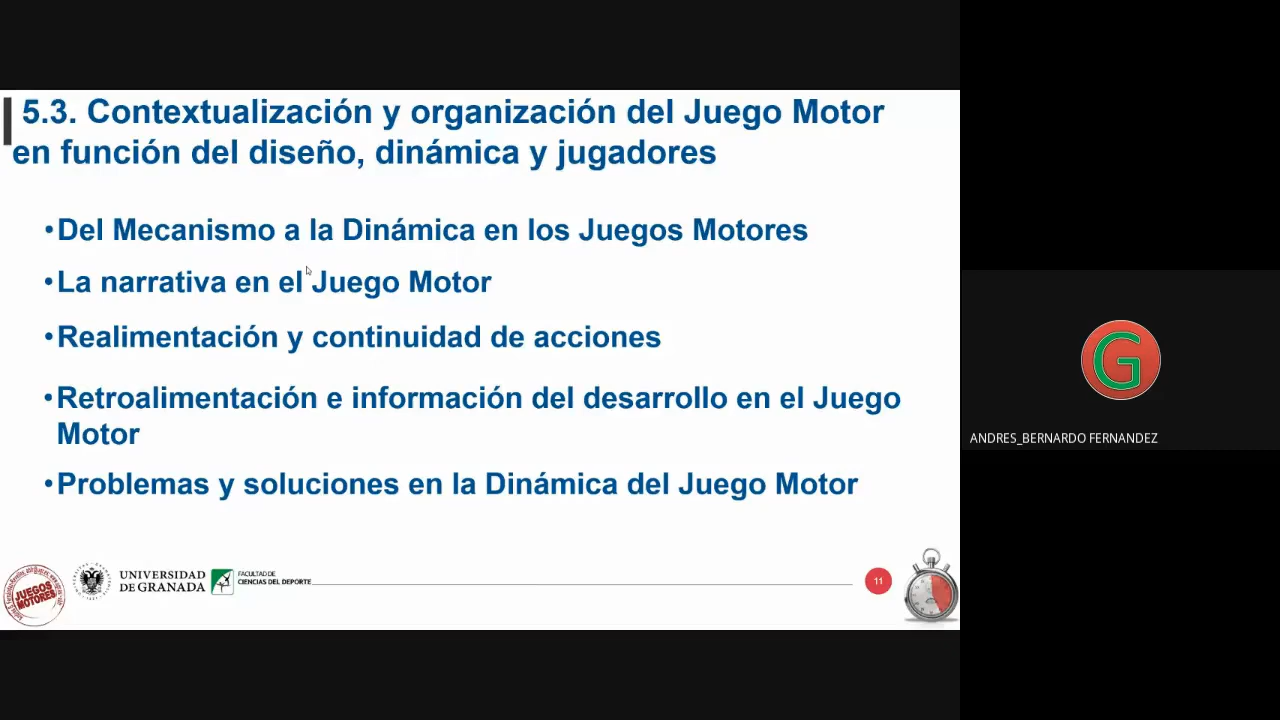 5.3. Contextualización y organización del Juego Motor
en función del diseño, dinámica y jugadores
•Del Mecanismo a la Dinámica en los Juegos Motores
•La narrativa en el Juego Motor
•Realimentación y continuidad de acciones
•Retroalimentación e información del desarrollo en el Juego
Motor
•Problemas y soluciones en la Dinámica del Juego Motor
JUEGOS
MOTORES
UNIVERSIDAD
DE GRANADA
FACULTAD DE
CIENCIAS DEL DEPORTE
11
G
ANDRES_BERNARDO FERNANDEZ